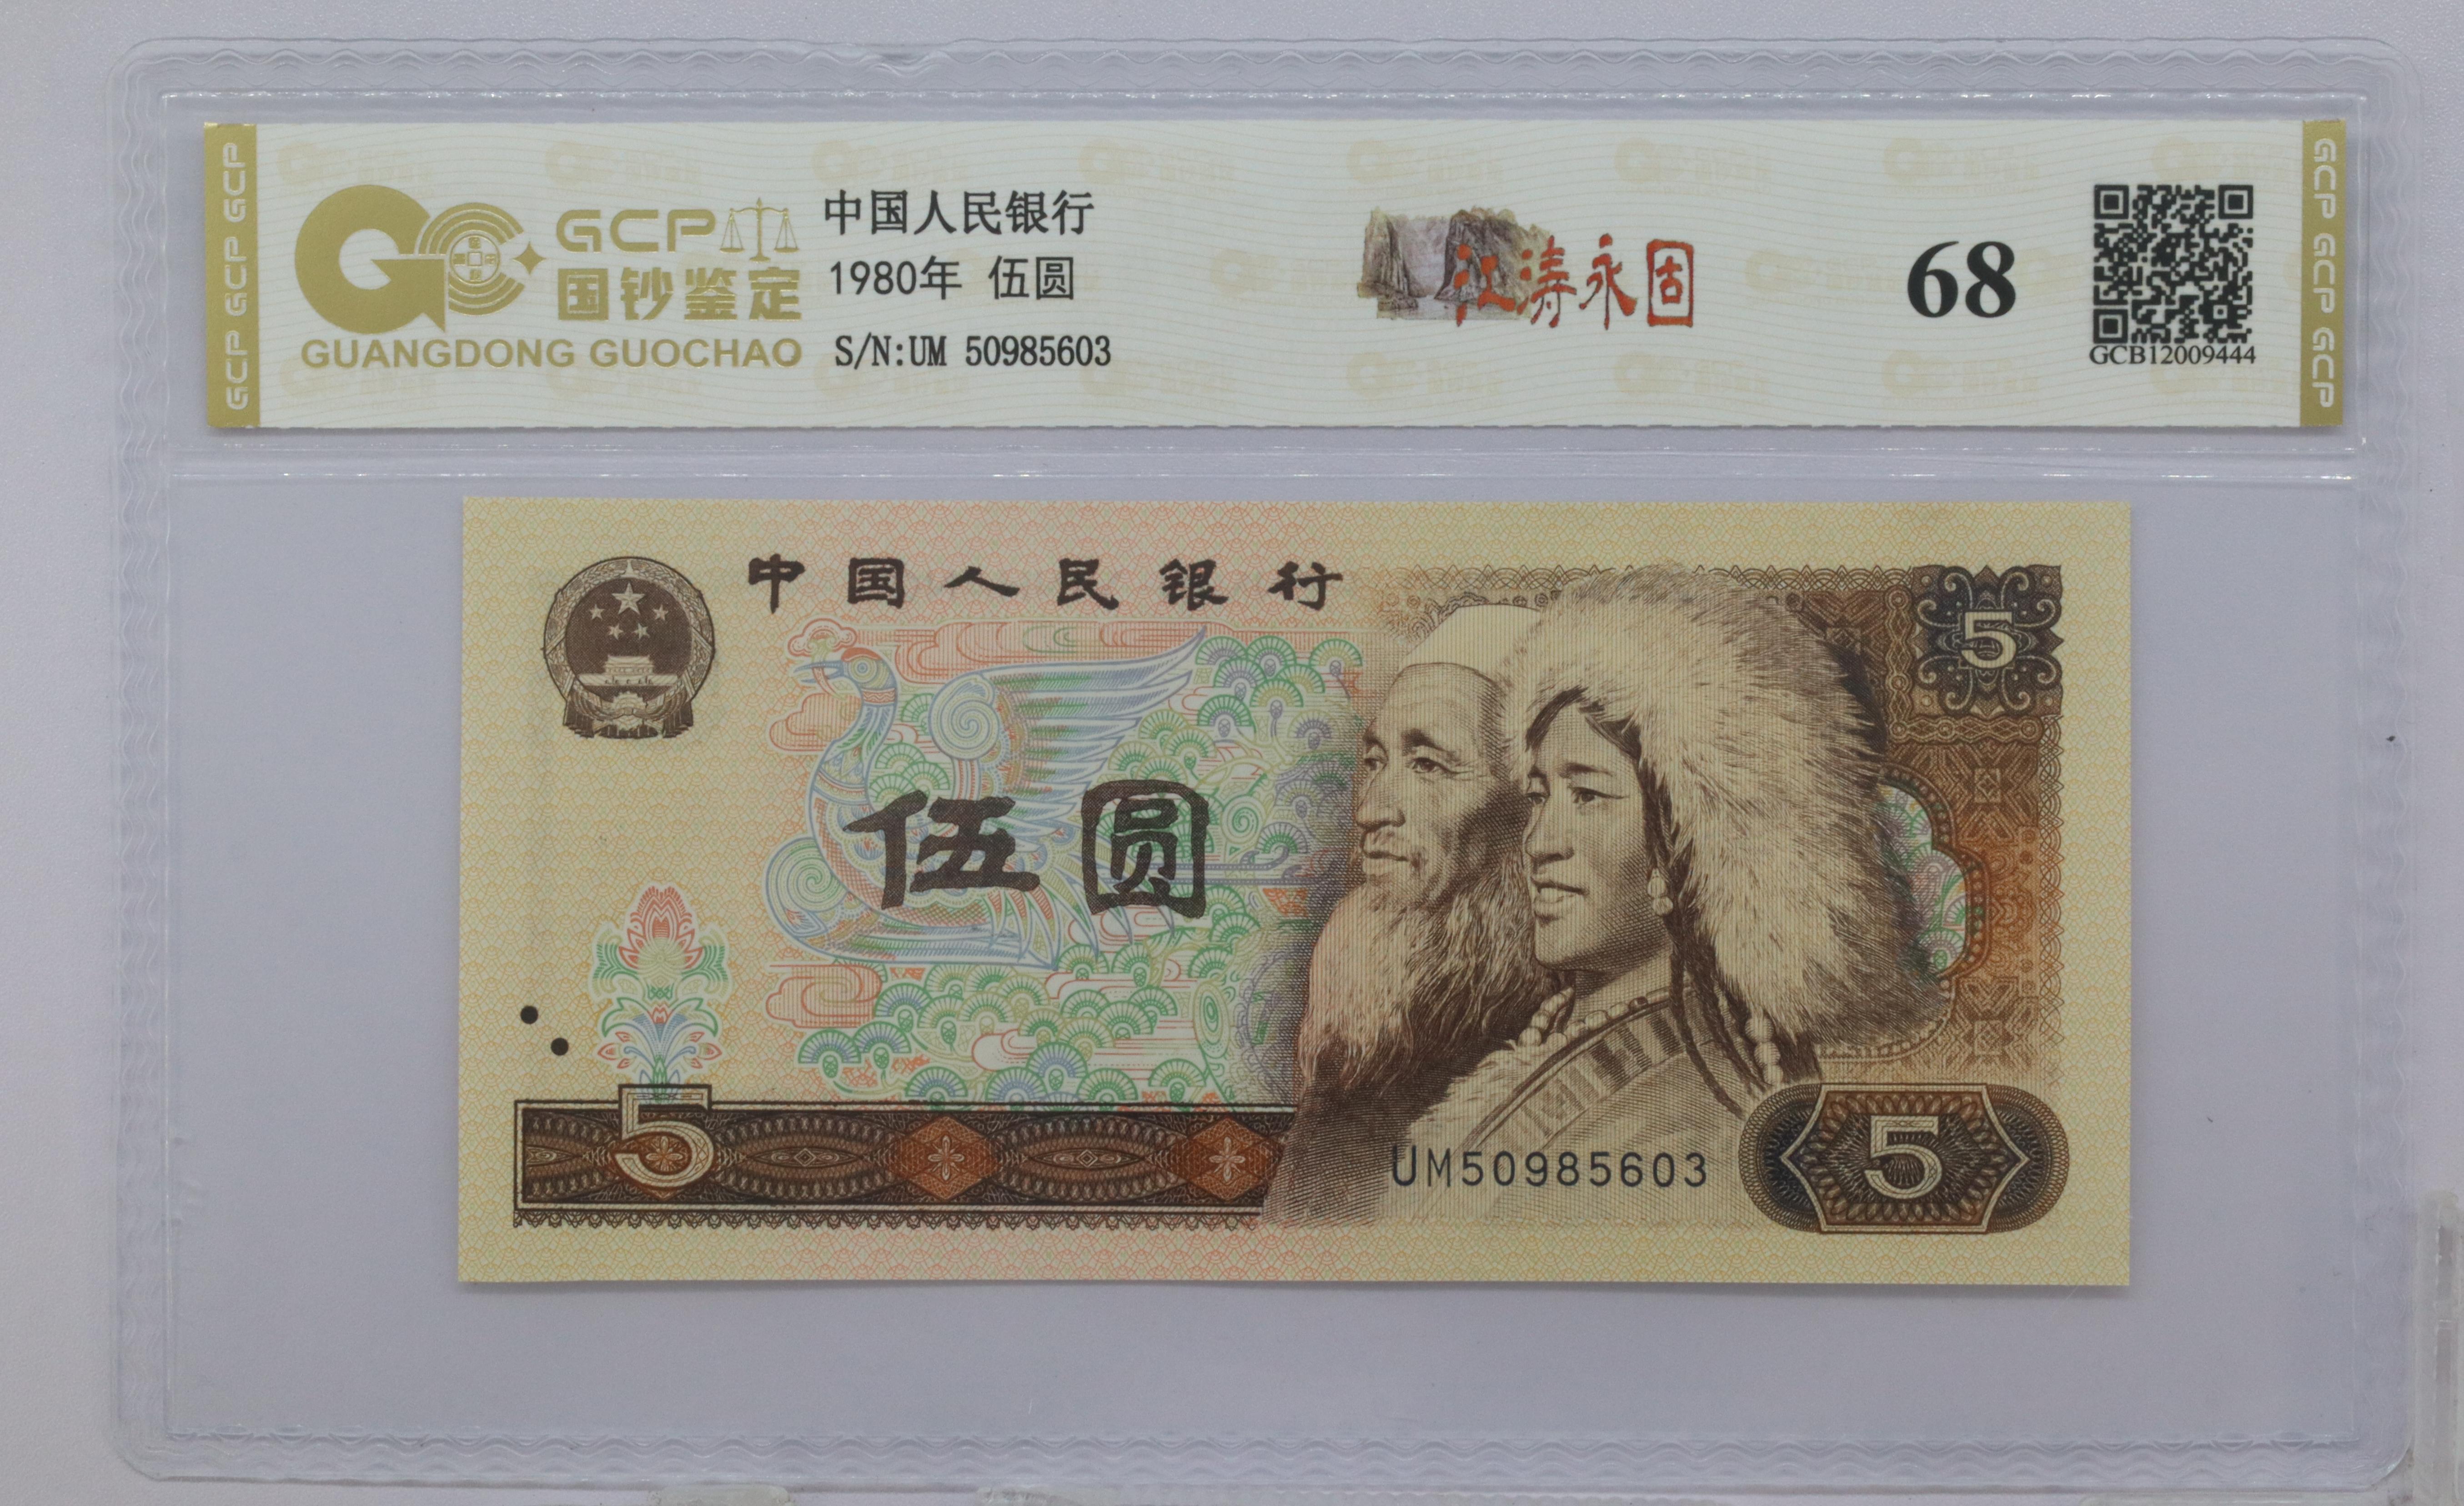 GCP GCP GCP
GCP
国钞鉴定
GUANGDONG GUOCHAO
中国人民银行
1980年 伍圆
S/N:UM 50985603
江涛永固
68
GCB12009444
GCP GCP GCP
中国人民银行
5
伍圆
5
UM50985603
5